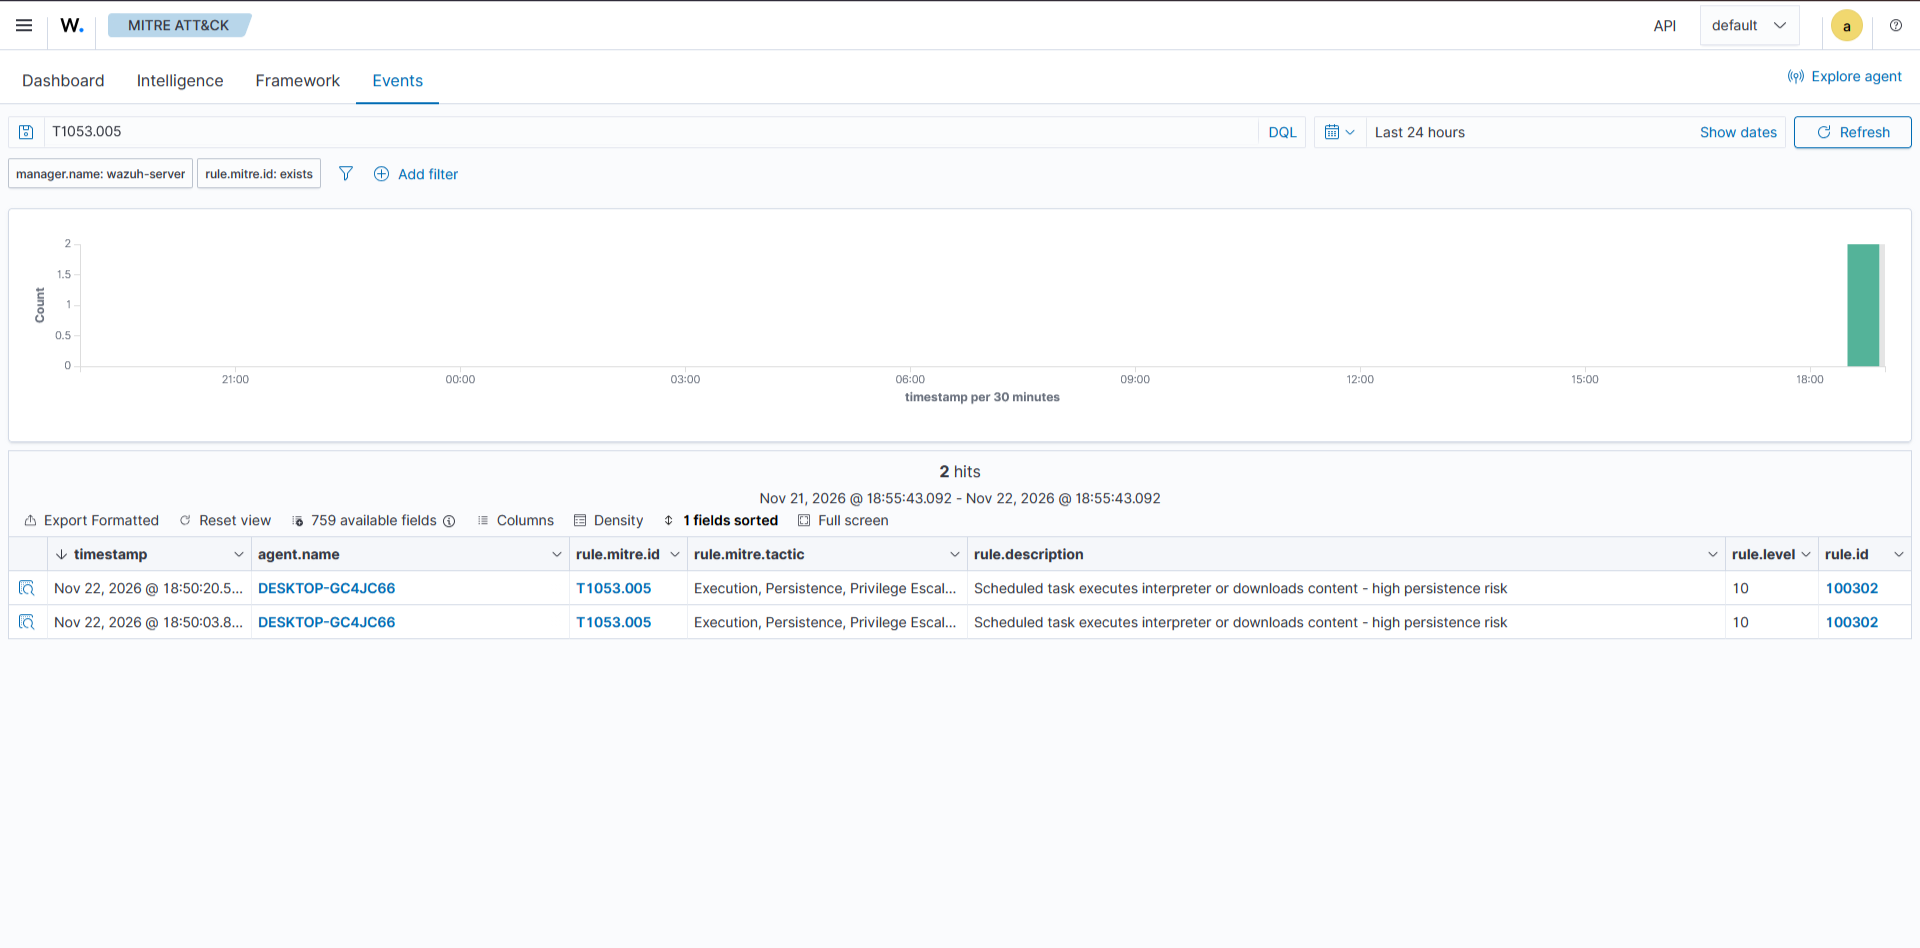 W. MITRE ATT&CK API default a
Dashboard Intelligence Framework Events Explore agent
T1053.005 DQL Last 24 hours Show dates Refresh
manager.name: wazuh-server rule.mitre.id: exists Add filter
2
1.5
1
0.5
0
Count
21:00 00:00 03:00 06:00 09:00 12:00 15:00 18:00
timestamp per 30 minutes
2 hits
Nov 21, 2026 @ 18:55:43.092 - Nov 22, 2026 @ 18:55:43.092
Export Formatted Reset view 759 available fields Columns Density 1 fields sorted Full screen
timestamp agent.name rule.mitre.id rule.mitre.tactic rule.description rule.level rule.id
Nov 22, 2026 @ 18:50:20.5... DESKTOP-GC4JC66 T1053.005 Execution, Persistence, Privilege Escal... Scheduled task executes interpreter or downloads content - high persistence risk 10 100302
Nov 22, 2026 @ 18:50:03.8... DESKTOP-GC4JC66 T1053.005 Execution, Persistence, Privilege Escal... Scheduled task executes interpreter or downloads content - high persistence risk 10 100302